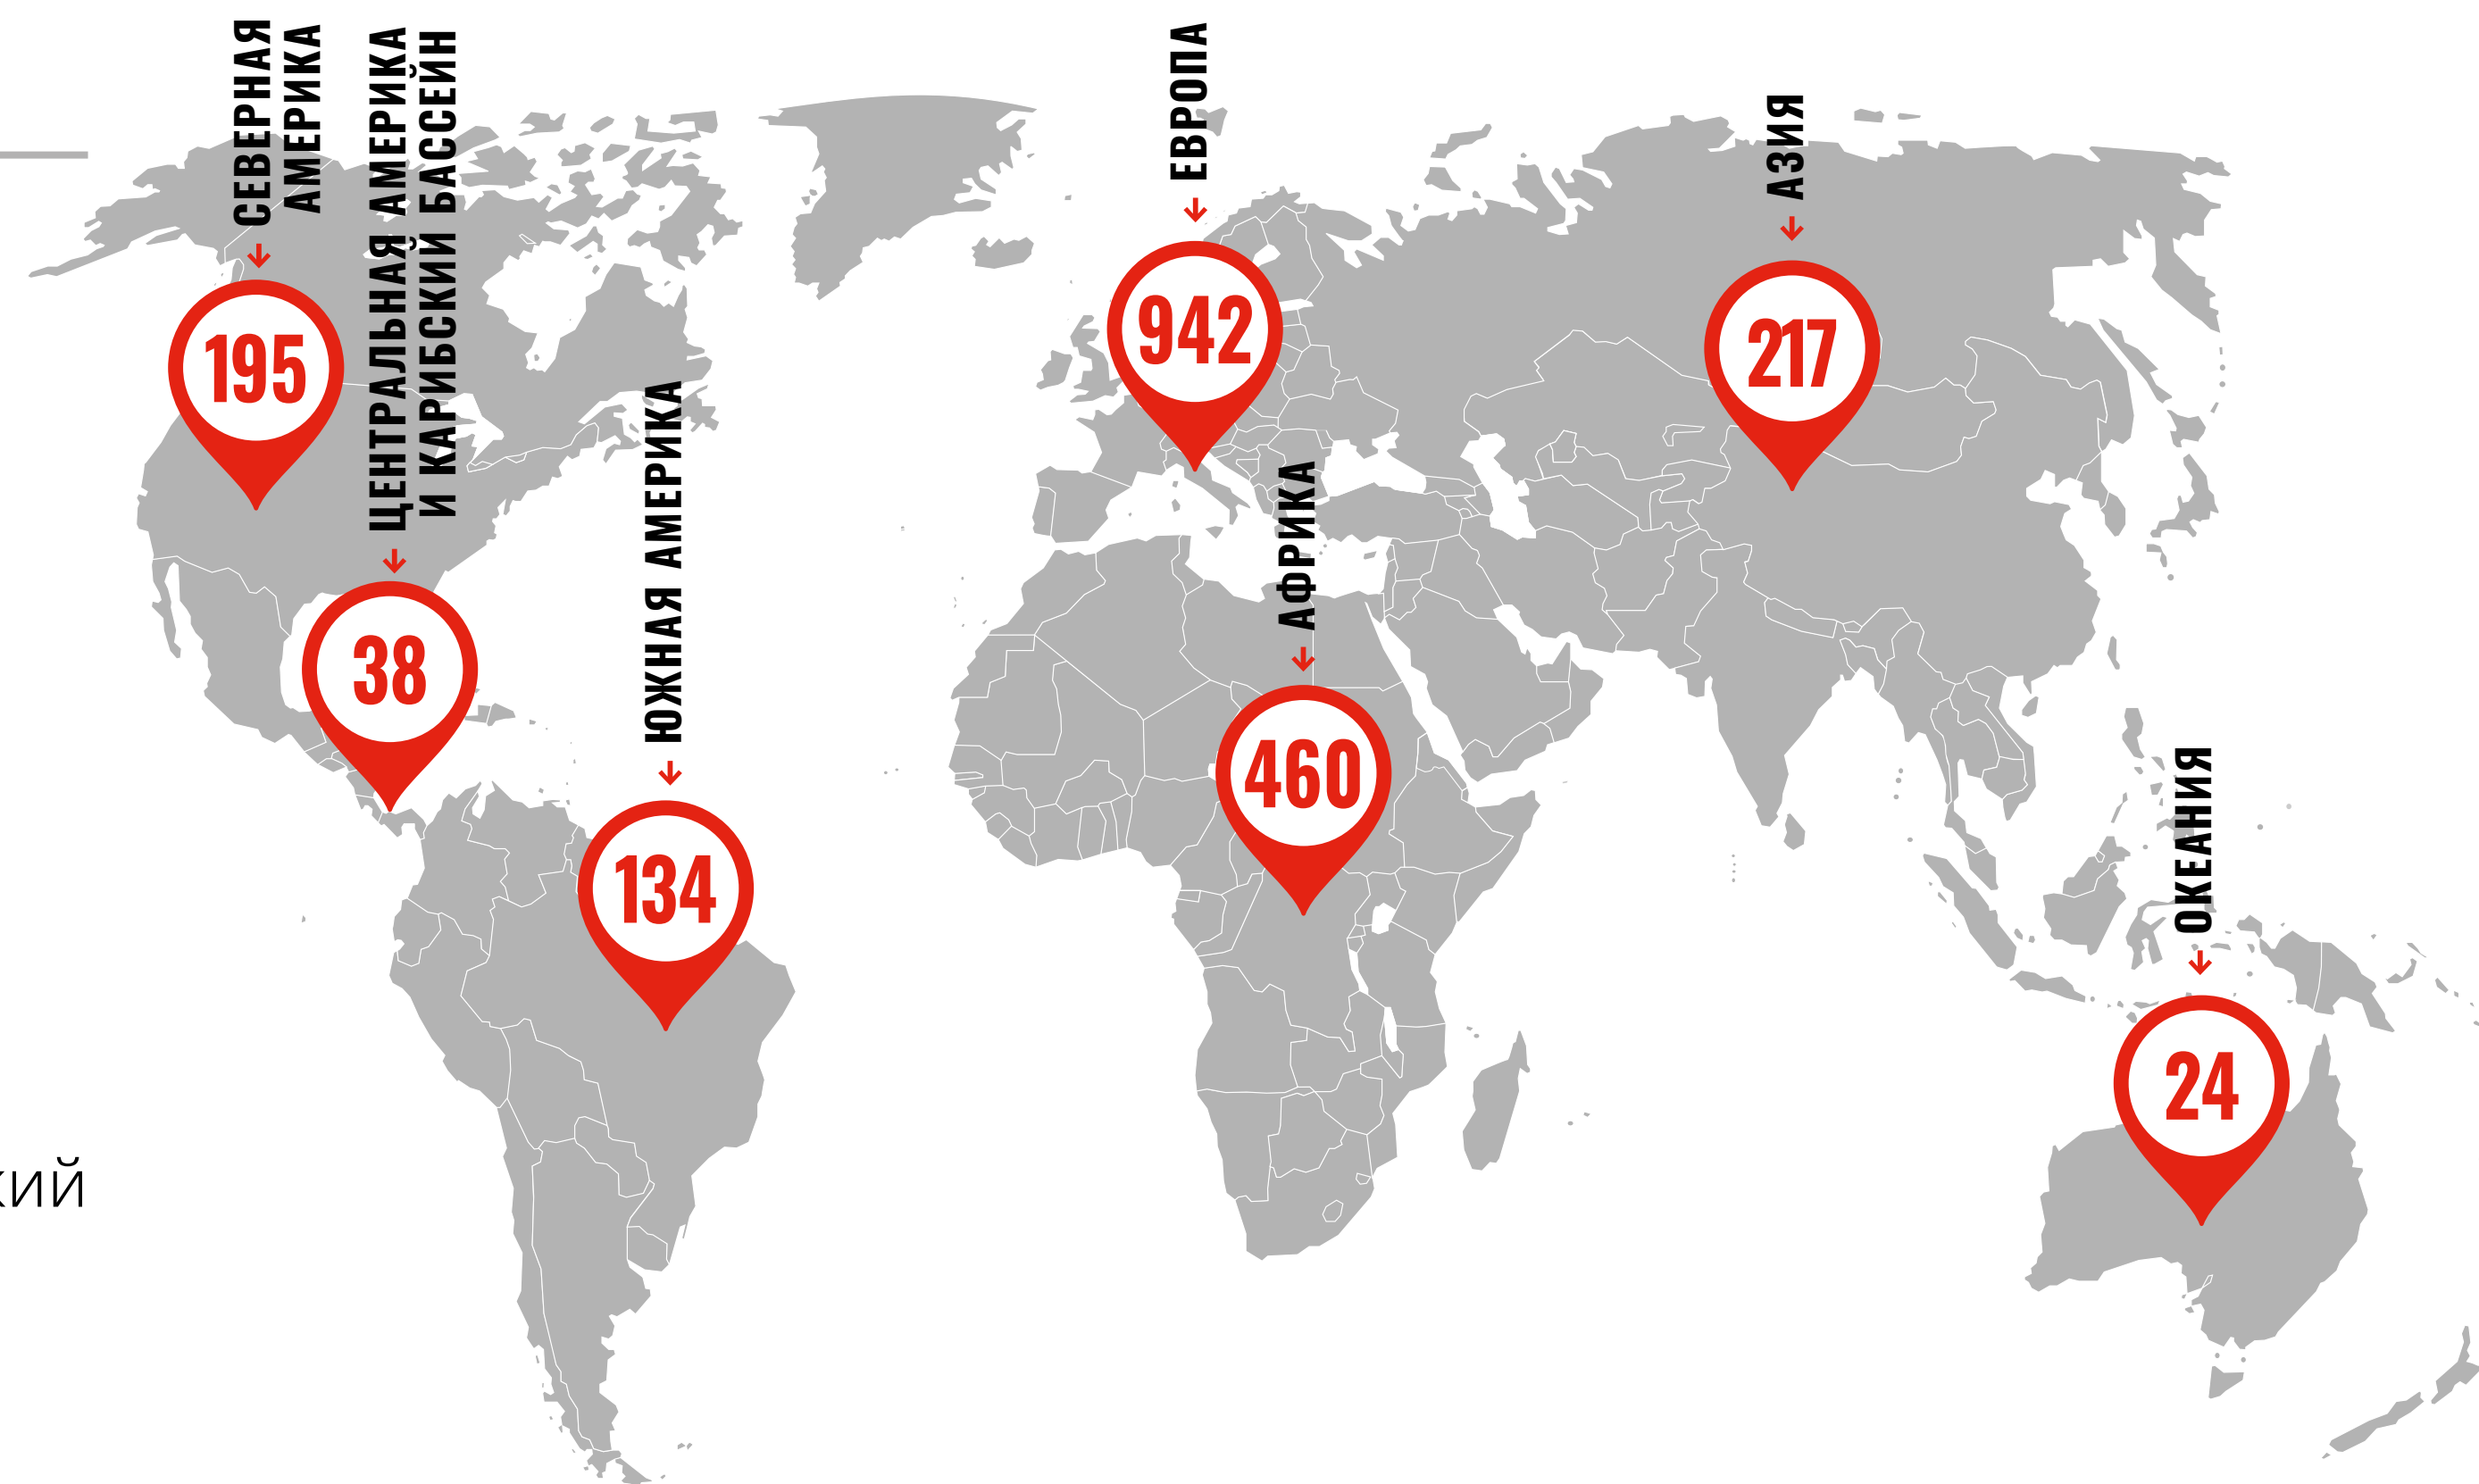 СЕВЕРНАЯ
АМЕРИКА
195
ЦЕНТРАЛЬНАЯ АМЕРИКА
И КАРИБСКИЙ БАССЕЙН
38
ЮЖНАЯ АМЕРИКА
134
ЕВРОПА
942
АФРИКА
460
АЗИЯ
217
ОКЕАНИЯ
24